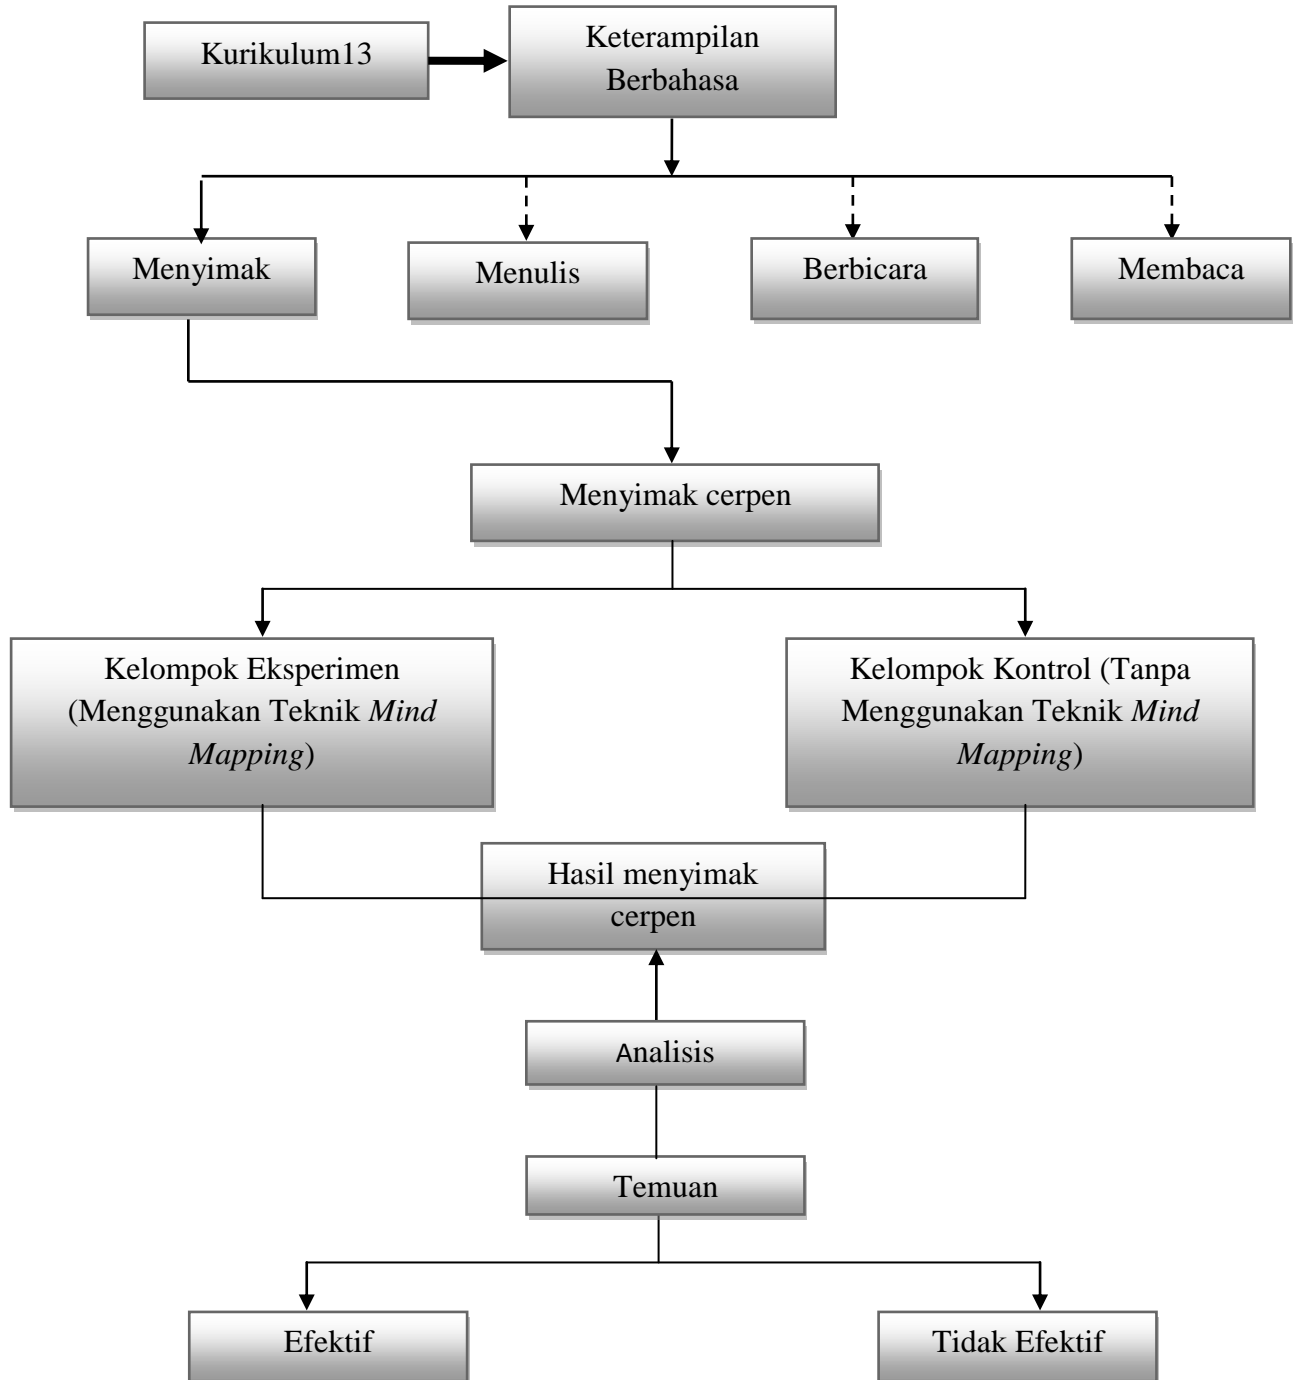 Kurikulum13
Keterampilan
Berbahasa
Menyimak
Menulis
Berbicara
Membaca
Menyimak cerpen
Kelompok Eksperimen
(Menggunakan Teknik Mind
Mapping)
Kelompok Kontrol (Tanpa
Menggunakan Teknik Mind
Mapping)
Hasil menyimak
cerpen
Analisis
Temuan
Efektif
Tidak Efektif